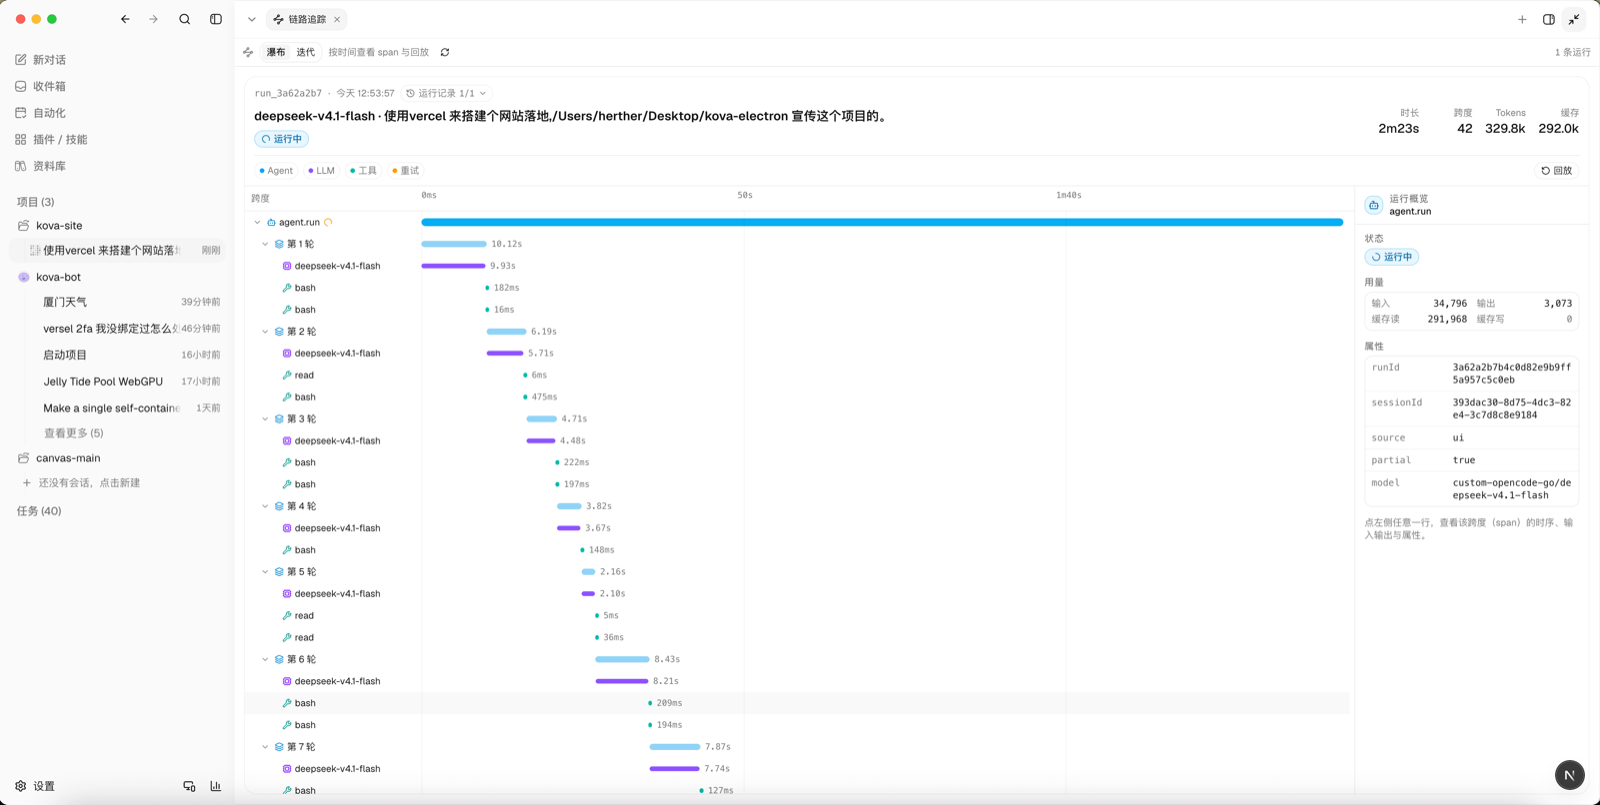 链路追踪
新对话
收件箱
自动化
插件 / 技能
资料库
项目 (3)
kova-site
使用vercel 来搭建个网站落 刚刚
kova-bot
厦门天气 39分钟前
versel 2fa 我没绑定过怎么 46分钟前
启动项目 16小时前
Jelly Tide Pool WebGPU 17小时前
Make a single self-containe 1天前
查看更多 (5)
canvas-main
还没有会话，点击新建
任务 (40)
设置
瀑布 迭代 按时间查看 span 与回放
1 条运行
run_3a62a2b7 · 今天 12:53:57 运行记录 1/1
deepseek-v4.1-flash · 使用vercel 来搭建个网站落地,/Users/herther/Desktop/kova-electron 宣传这个项目的。
运行中
时长 跨度 Tokens 缓存
2m23s 42 329.8k 292.0k
Agent LLM 工具 重试
回放
跨度 0ms 50s 1m40s
agent.run
第 1 轮 10.12s
deepseek-v4.1-flash 9.93s
bash 182ms
bash 16ms
第 2 轮 6.19s
deepseek-v4.1-flash 5.71s
read 6ms
bash 475ms
第 3 轮 4.71s
deepseek-v4.1-flash 4.48s
bash 222ms
bash 197ms
第 4 轮 3.82s
deepseek-v4.1-flash 3.67s
bash 148ms
第 5 轮 2.16s
deepseek-v4.1-flash 2.10s
read 5ms
read 36ms
第 6 轮 8.43s
deepseek-v4.1-flash 8.21s
bash 209ms
bash 194ms
第 7 轮 7.87s
deepseek-v4.1-flash 7.74s
bash 127ms
运行概览
agent.run
状态
运行中
用量
输入 34,796 输出 3,073
缓存读 291,968 缓存写 0
属性
runId 3a62a2b7b4c0d82e9b9ff
5a957c5c0eb
sessionId 393dac30-8d75-4dc3-82
e4-3c7d8c8e9184
source ui
partial true
model custom-opencode-go/de
epseek-v4.1-flash
点左侧任意一行，查看该跨度（span）的时序、输
入输出与属性。
N